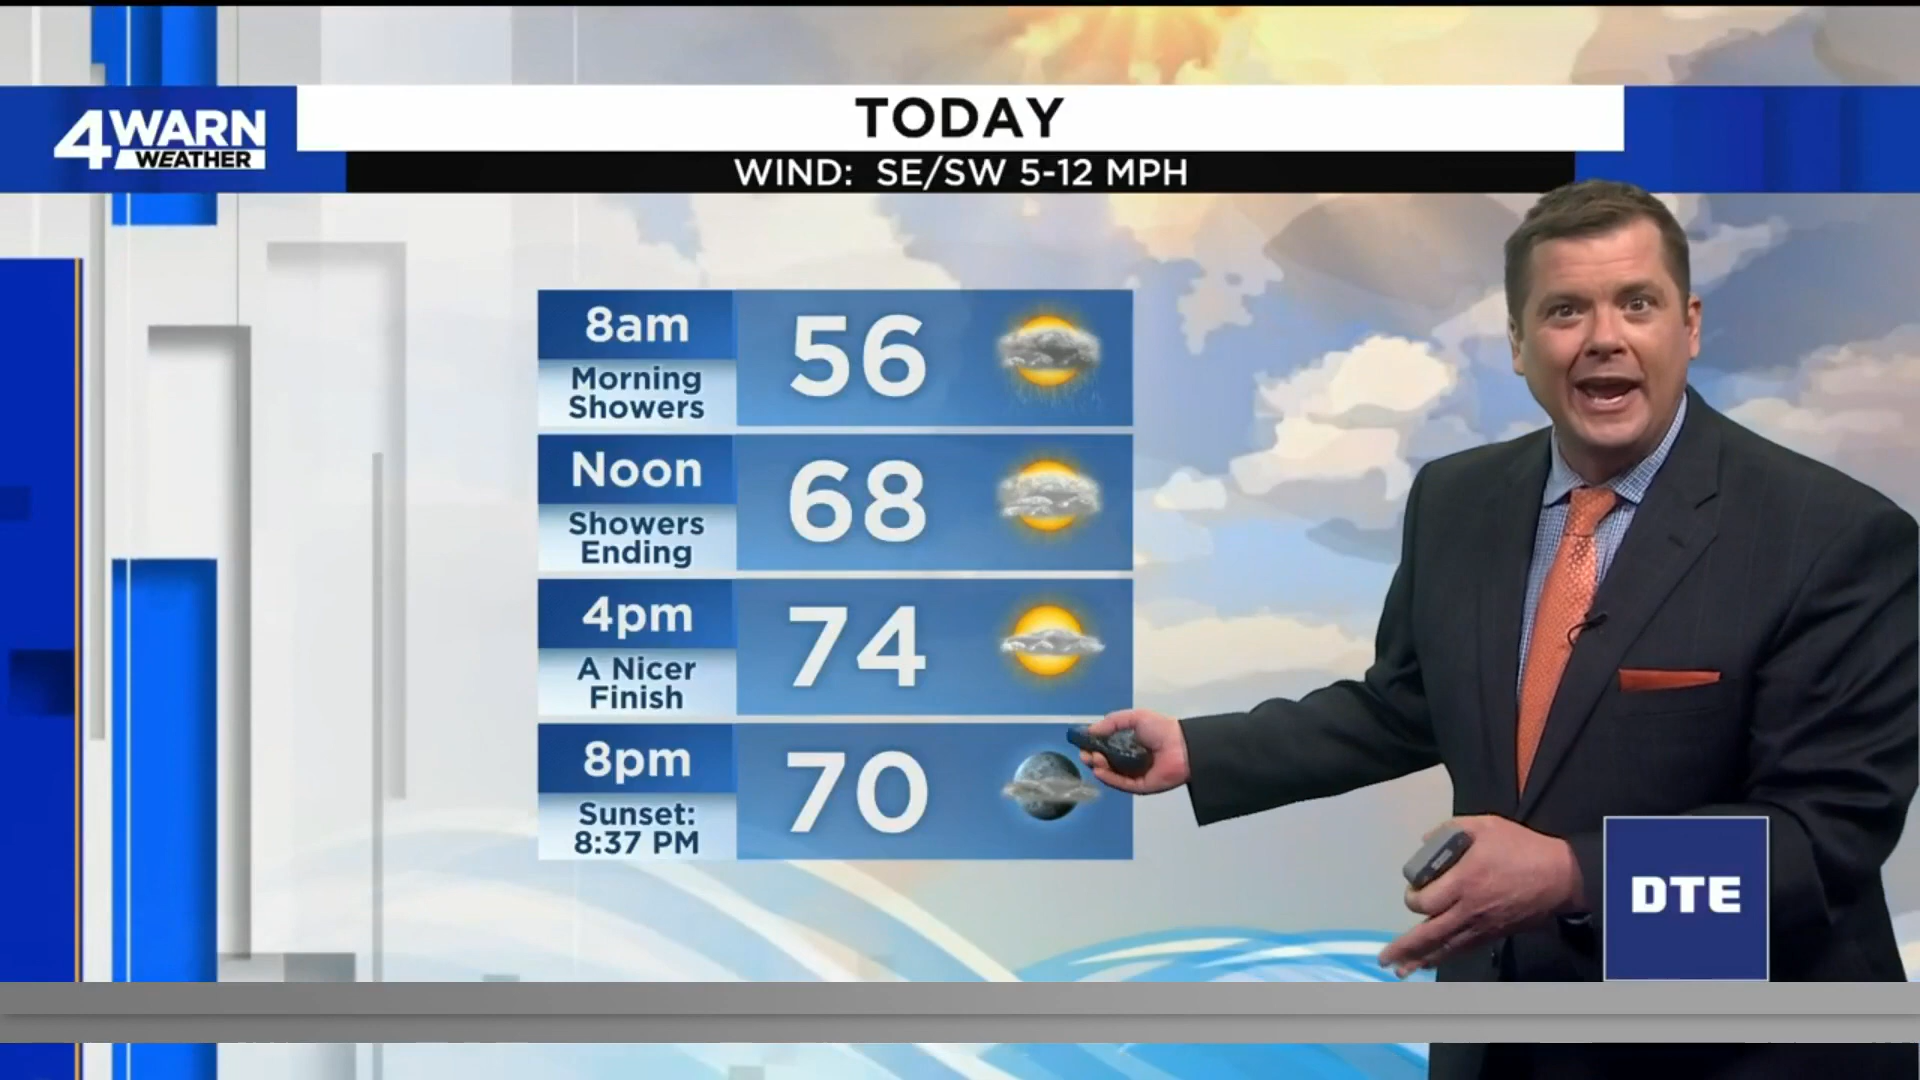 4WARN
WEATHER
TODAY
WIND: SE/SW 5-12 MPH
8am
Morning
Showers
56
Noon
Showers
Ending
68
4pm
A Nicer
Finish
74
8pm
Sunset:
8:37 PM
70
DTE